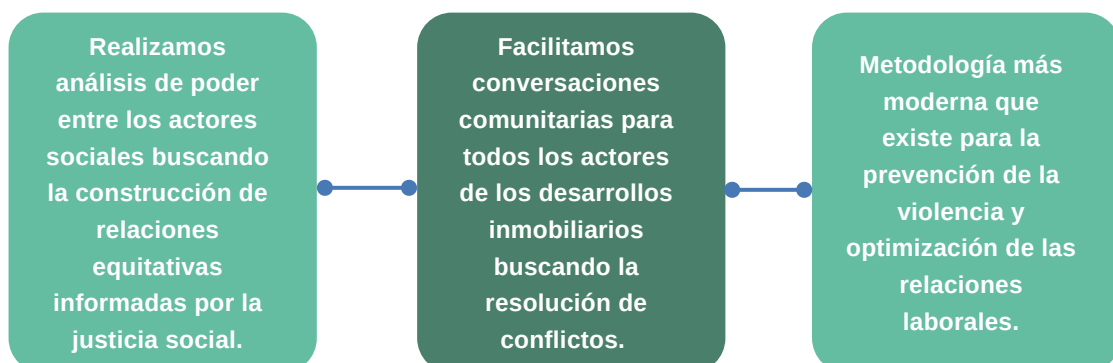 Realizamos
análisis de poder
entre los actores
sociales buscando
la construcción de
relaciones
equitativas
informadas por la
justicia social.
Facilitamos
conversaciones
comunitarias para
todos los actores
de los desarrollos
inmobiliarios
buscando la
resolución de
conflictos.
Metodología más
moderna que
existe para la
prevención de la
violencia y
optimización de las
relaciones
laborales.